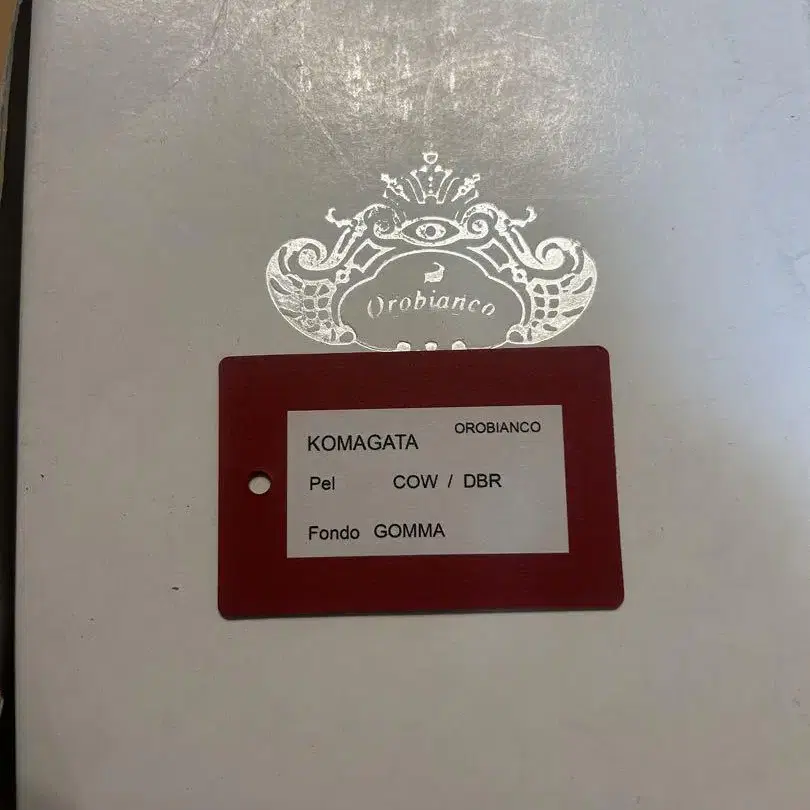 Orobianco
OROBIANCO
KOMAGATA
Pel COW / DBR
Fondo GOMMA